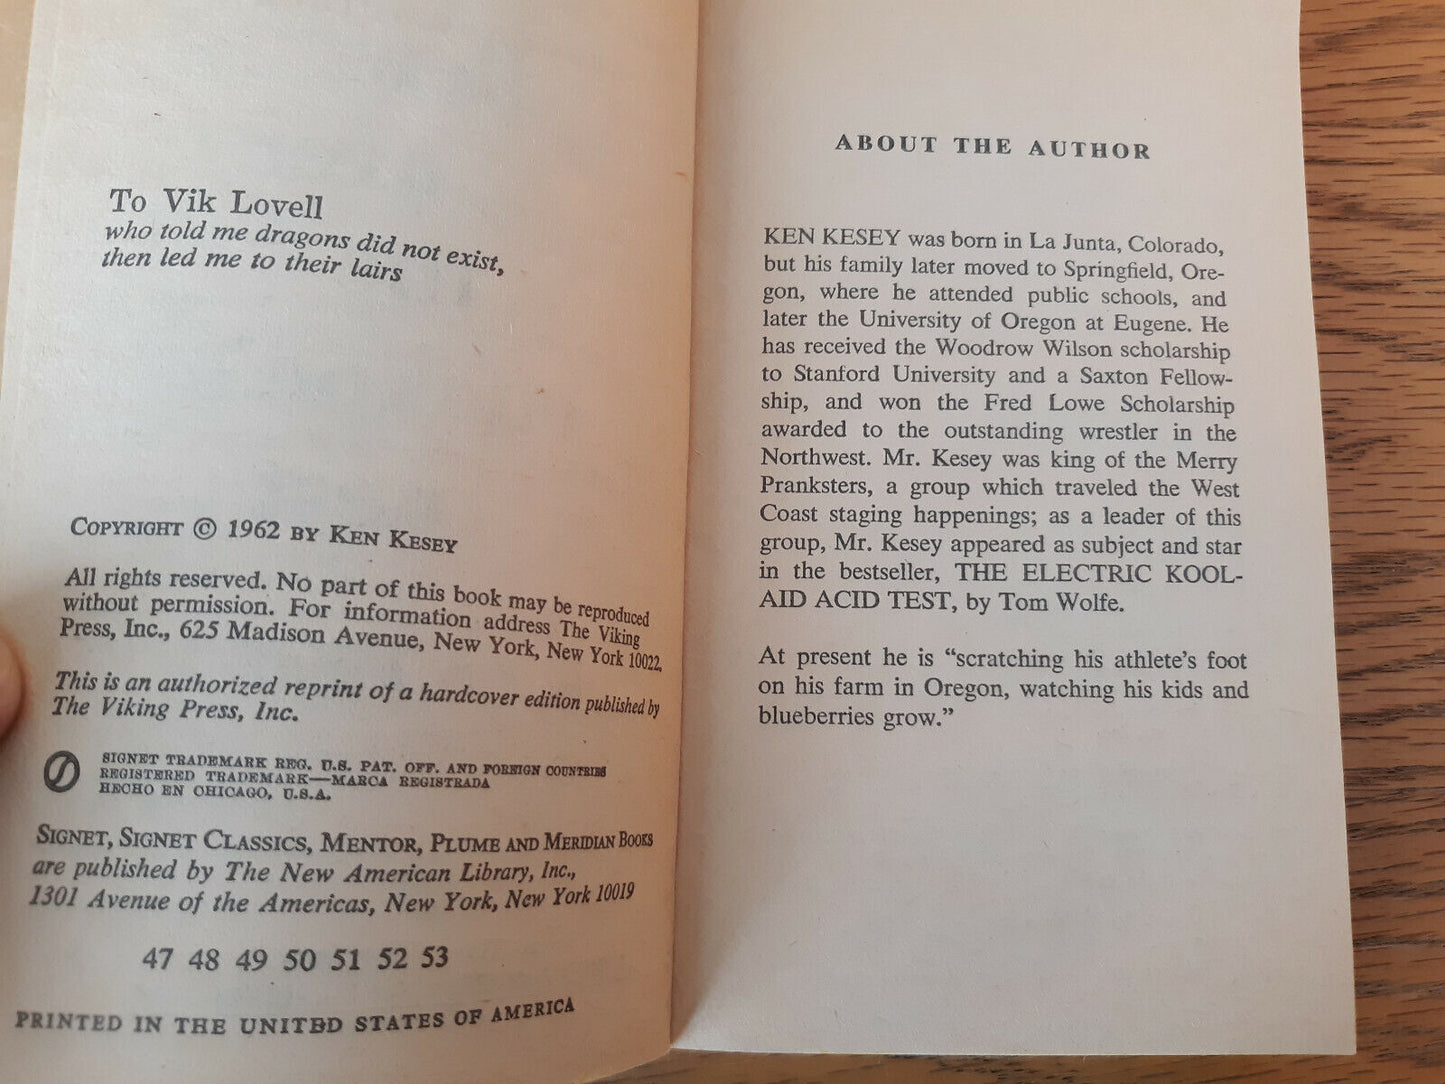 To Vik Lovell
who told me dragons did not exist,
then led me to their lairs
COPYRIGHT © 1962 BY KEN KESEY
All rights reserved. No part of this book may be reproduced
without permission. For information address The Viking
Press, Inc., 625 Madison Avenue, New York, New York 10022.
This is an authorized reprint of a hardcover edition published by
The Viking Press, Inc.
SIGNET TRADEMARK REG. U.S. PAT. OFF. AND FOREIGN COUNTRIES
REGISTERED TRADEMARK—MARCA REGISTRADA
HECHO EN CHICAGO, U.S.A.
SIGNET, SIGNET CLASSICS, MENTOR, PLUME AND MERIDIAN BOOKS
are published by The New American Library, Inc.,
1301 Avenue of the Americas, New York, New York 10019
47 48 49 50 51 52 53
PRINTED IN THE UNITED STATES OF AMERICA
ABOUT THE AUTHOR
KEN KESEY was born in La Junta, Colorado,
but his family later moved to Springfield, Ore-
gon, where he attended public schools, and
later the University of Oregon at Eugene. He
has received the Woodrow Wilson scholarship
to Stanford University and a Saxton Fellow-
ship, and won the Fred Lowe Scholarship
awarded to the outstanding wrestler in the
Northwest. Mr. Kesey was king of the Merry
Pranksters, a group which traveled the West
Coast staging happenings; as a leader of this
group, Mr. Kesey appeared as subject and star
in the bestseller, THE ELECTRIC KOOL-
AID ACID TEST, by Tom Wolfe.
At present he is “scratching his athlete's foot
on his farm in Oregon, watching his kids and
blueberries grow.”